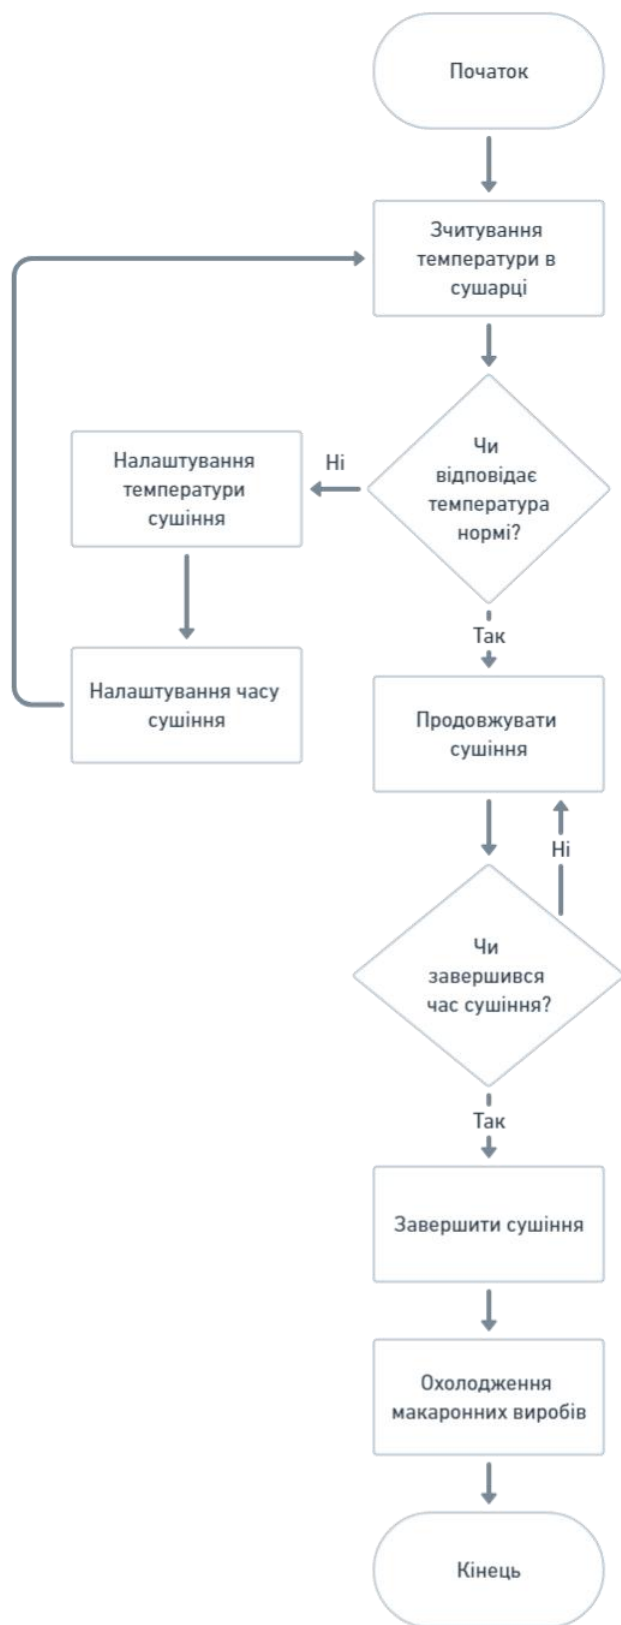 Початок
Зчитування
температури в
сушарці
Чи
відповідає
температура
нормі?
Ні
Налаштування
температури
сушіння
Налаштування часу
сушіння
Так
Продовжувати
сушіння
Ні
Чи
завершився
час сушіння?
Так
Завершити сушіння
Охолодження
макаронних виробів
Кінець